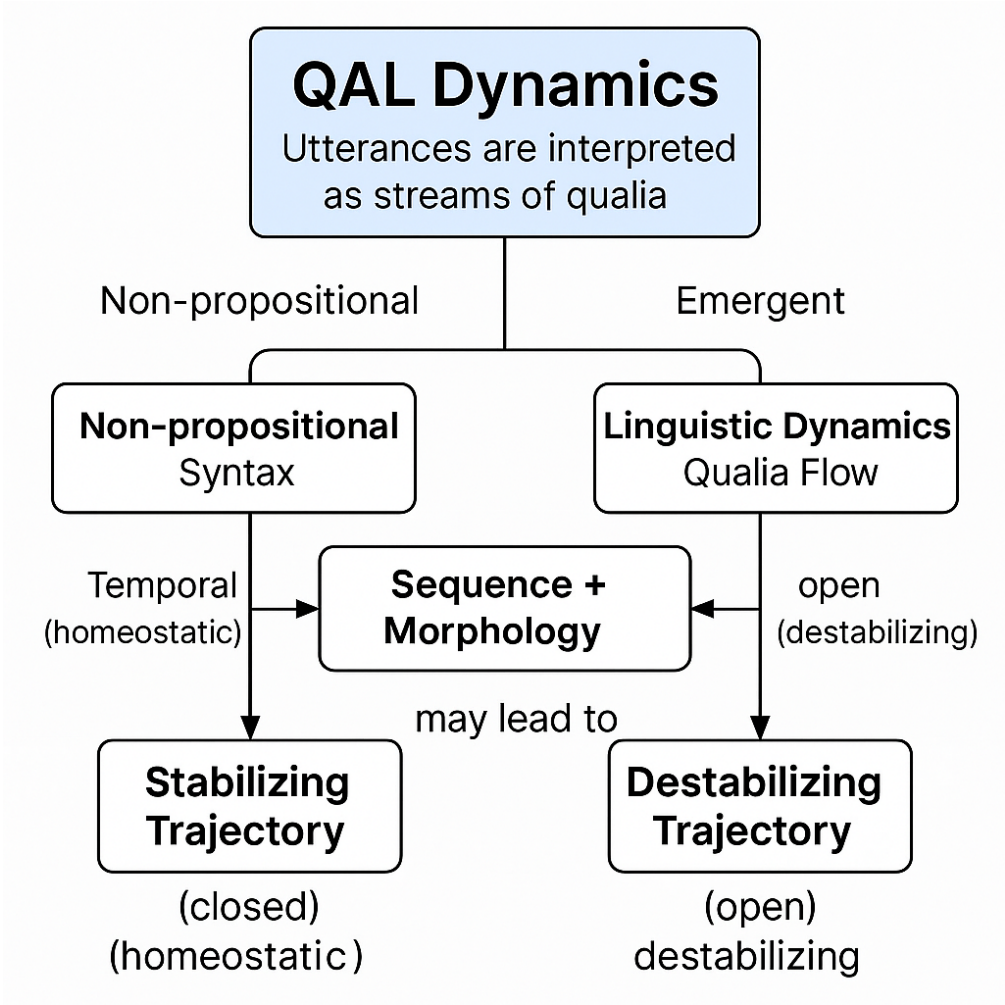 QAL Dynamics
Utterances are interpreted
as streams of qualia
Non-propositional
Emergent
Non-propositional
Syntax
Linguistic Dynamics
Qualia Flow
Temporal
(homeostatic)
Sequence +
Morphology
open
(destabilizing)
may lead to
Stabilizing
Trajectory
Destabilizing
Trajectory
(closed)
(homeostatic)
(open)
destabilizing